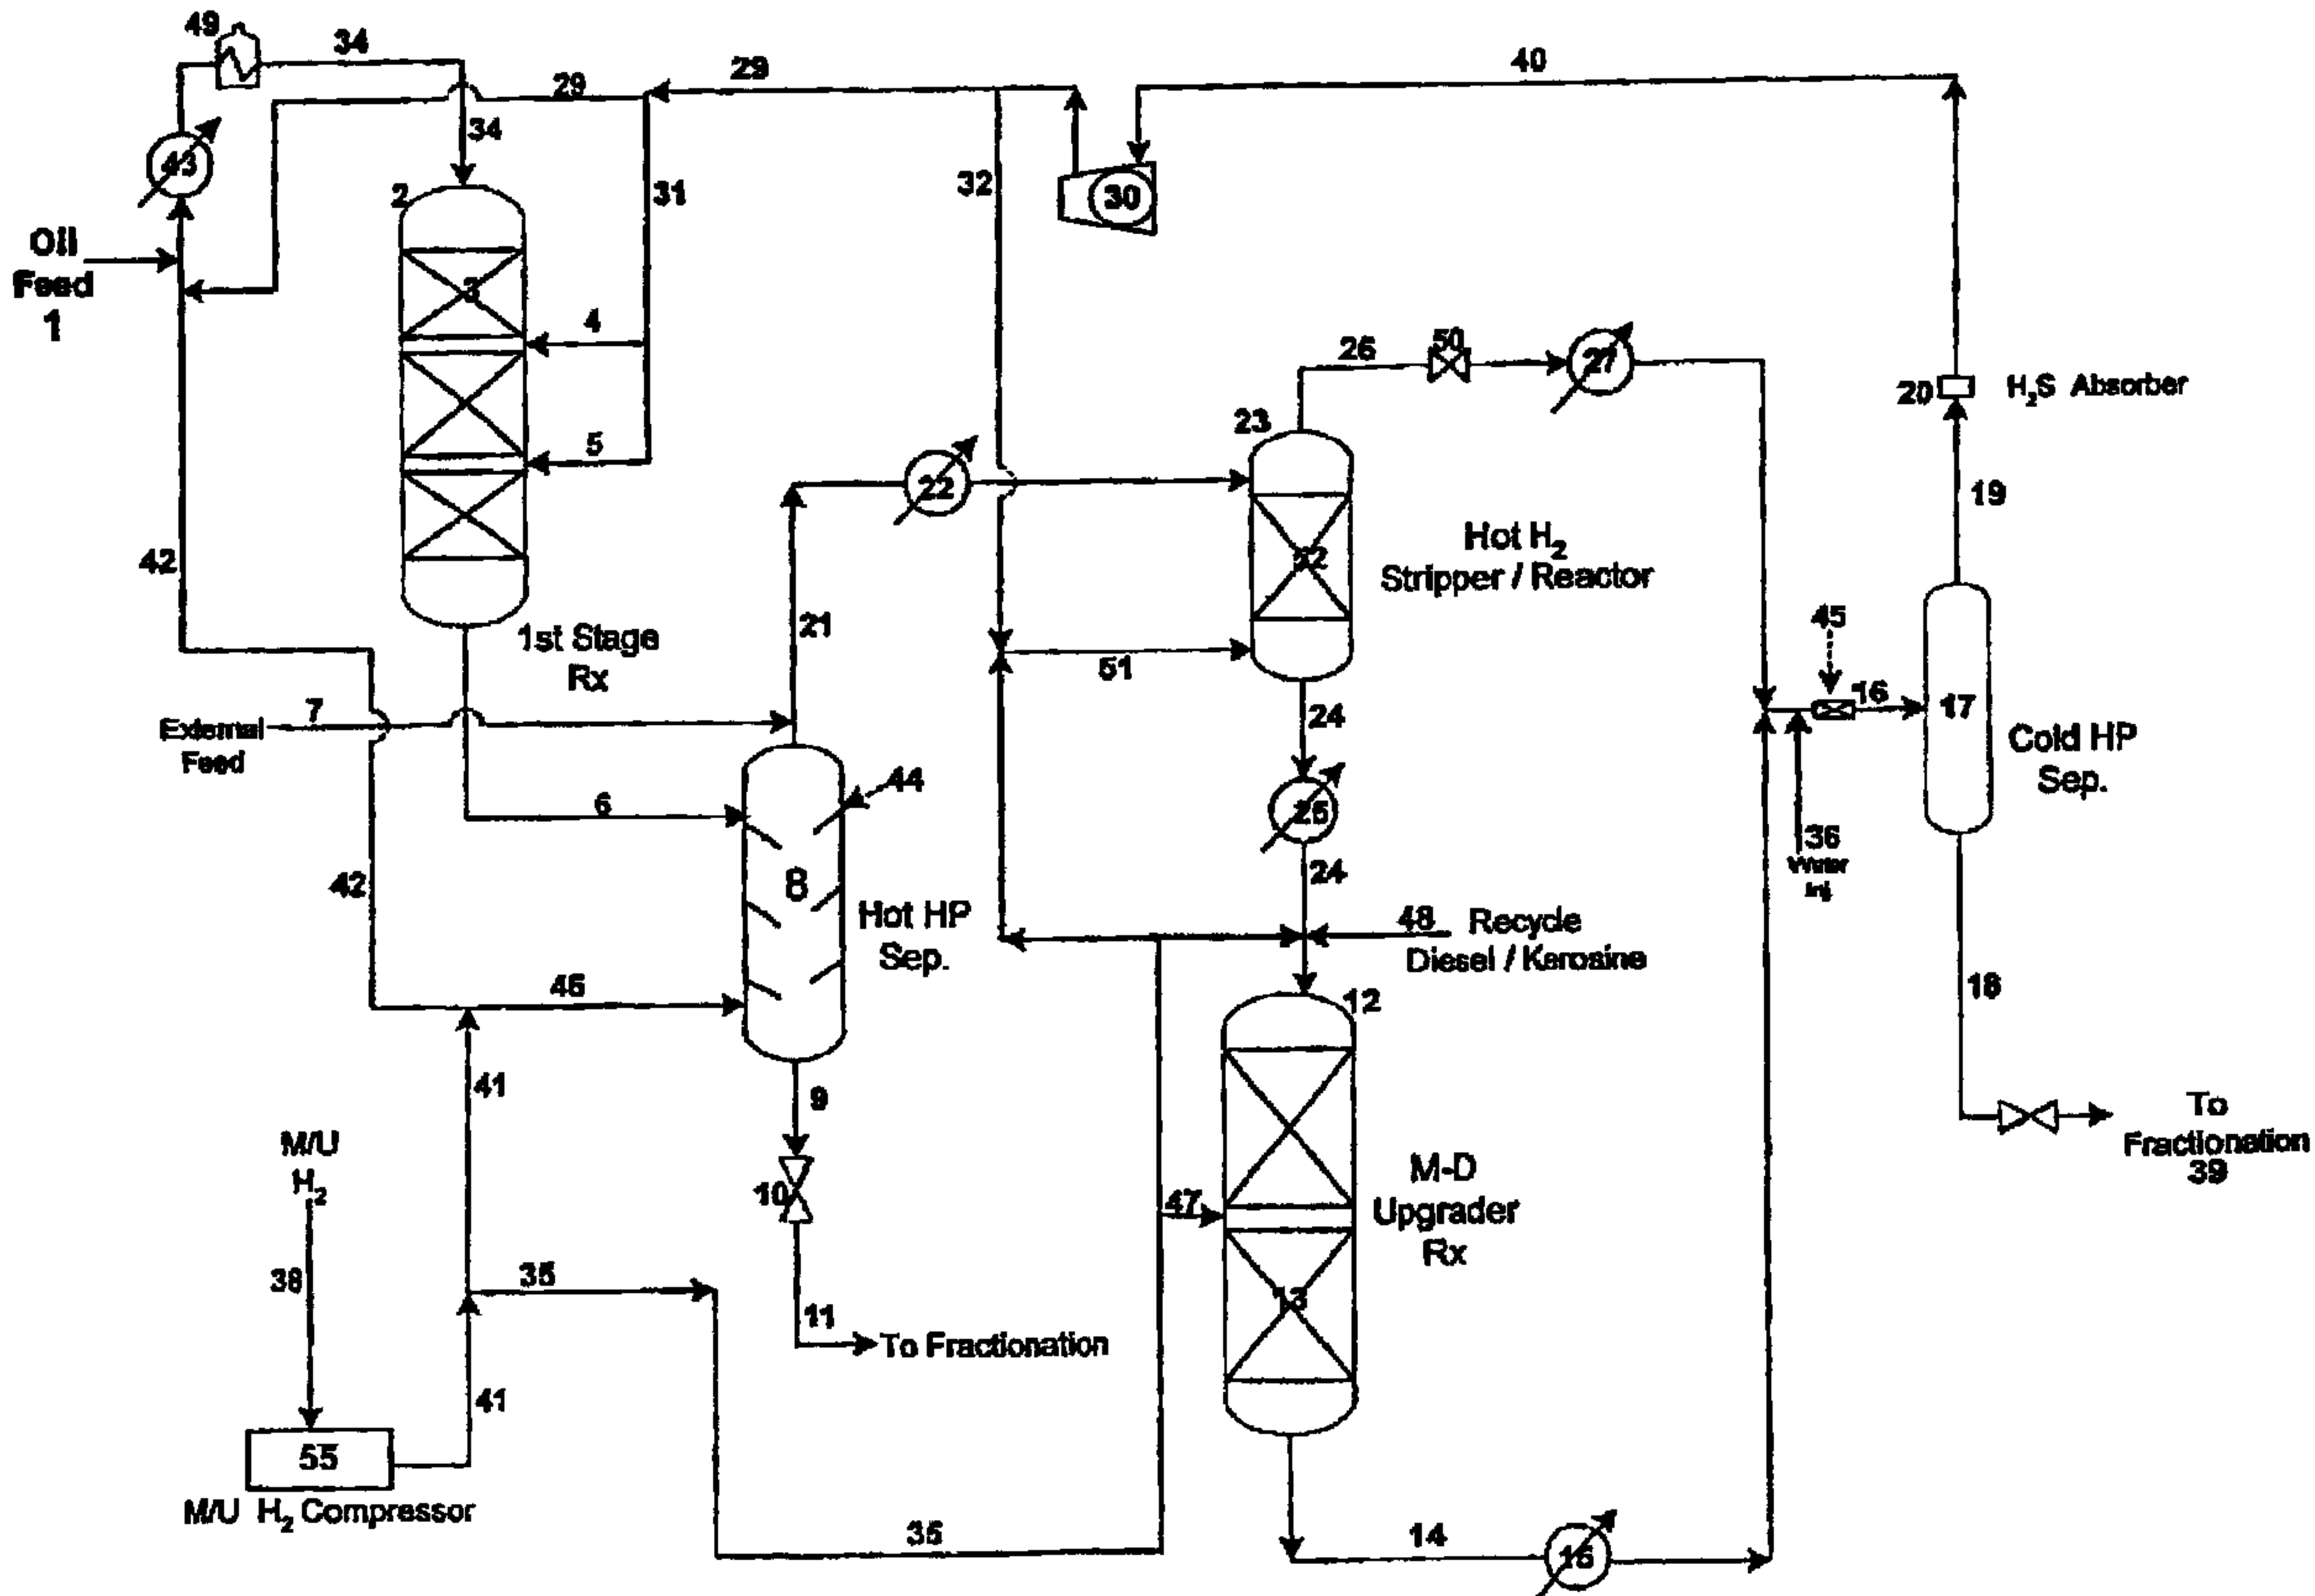 49
34
29
29
40
34
43
2
32
30
31
Oil
Feed
1
3
4
50
26
27
5
20
H₂S Absorber
23
22
19
Hot H₂
Stripper / Reactor
42
21
1st Stage
Rx
51
45
7
24
16
17
External
Feed
Cold HP
Sep.
44
6
25
36
Water
Inj.
42
8
24
Hot HP
Sep.
48
Recycle
Diesel / Kerosine
46
12
18
41
9
To
Fractionation
39
M/U
H₂
10
M-D
Upgrader
Rx
47
38
35
13
11
To Fractionation
41
55
M/U H₂ Compressor
35
14
15